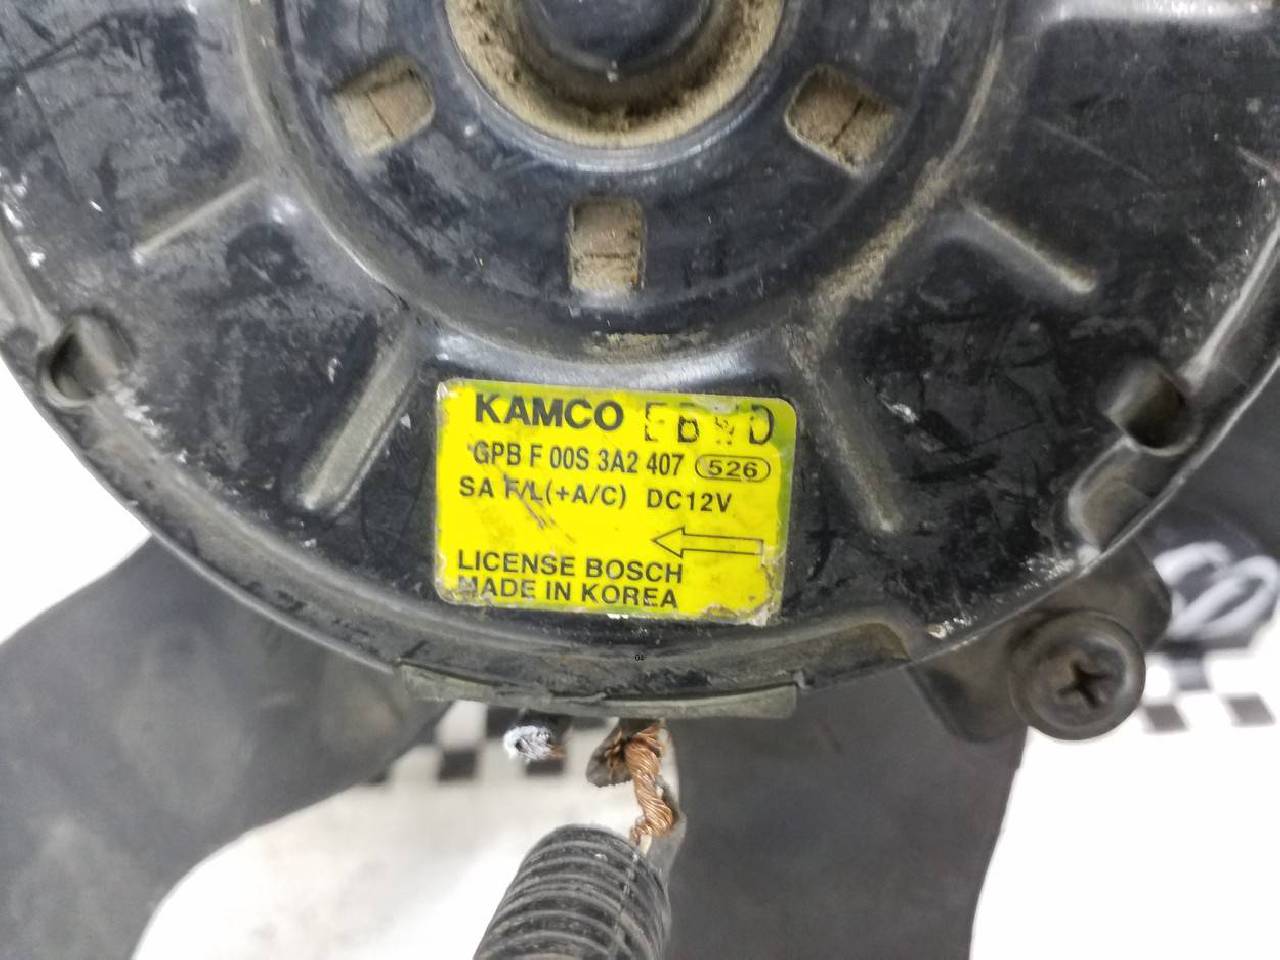 KAMCO
GPB F 00S 3A2 407 526
SA F/L(+A/C) DC12V
LICENSE BOSCH
MADE IN KOREA